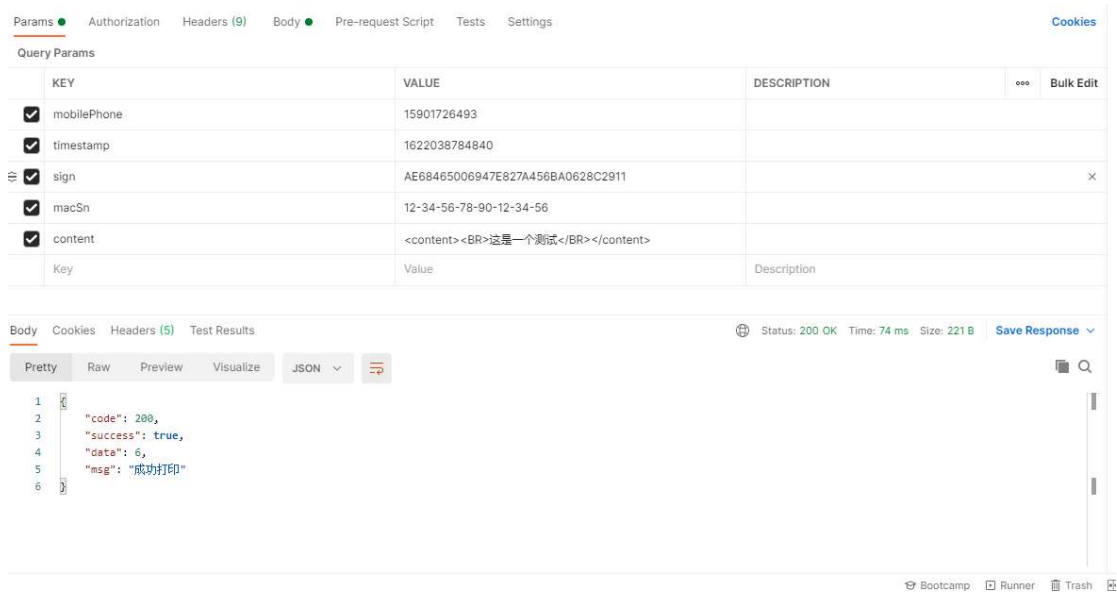 Params Authorization Headers (9) Body Pre-request Script Tests Settings Cookies
Query Params
KEY VALUE DESCRIPTION ooo Bulk Edit
mobilePhone 15901726493
timestamp 1622038784840
sign AE68465006947E827A456BA0628C2911
macSn 12-34-56-78-90-12-34-56
content <content><BR>这是一个测试</BR></content>
Key Value Description
Body Cookies Headers (5) Test Results Status: 200 OK Time: 74 ms Size: 221 B Save Response
Pretty Raw Preview Visualize JSON
1 {
2 "code": 200,
3 "success": true,
4 "data": 6,
5 "msg": "成功打印"
6 }
Bootcamp Runner Trash